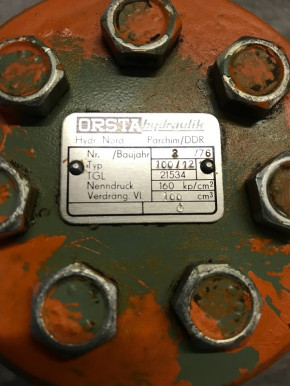 ORSTA hydraulik
Hydr. Nord Parchim/DDR
Nr. /Baujahr 3 /76
Typ 100/12
TGL 21534
Nenndruck 160 kp/cm²
Verdräng. VL 100 cm³